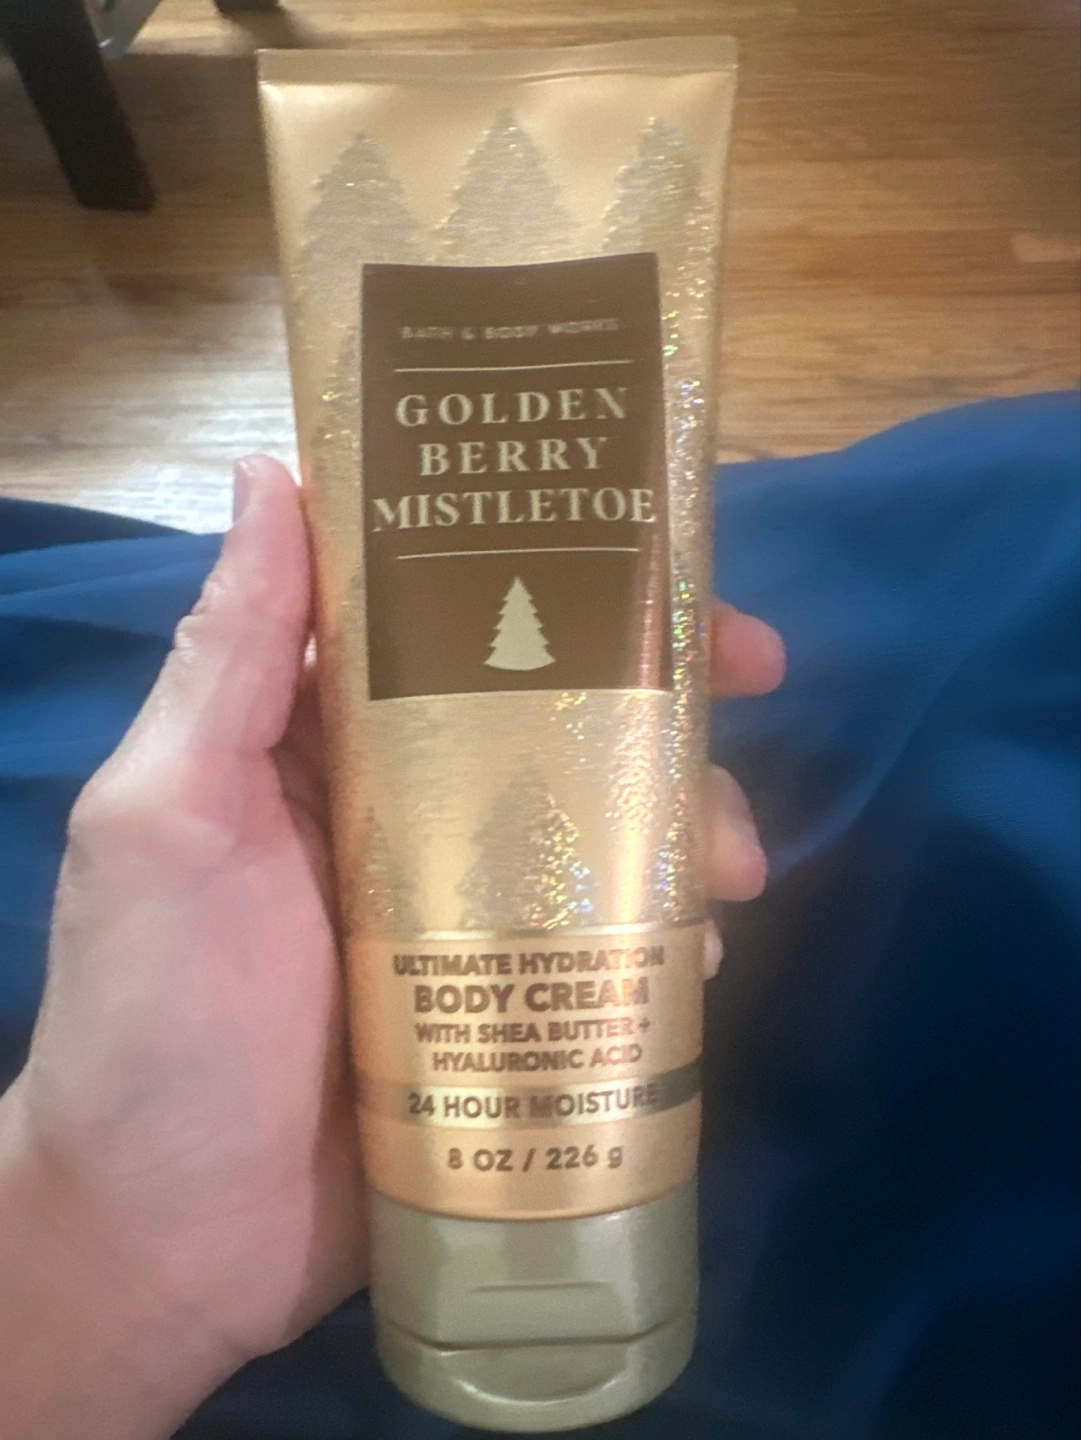 BATH & BODY WORKS
GOLDEN
BERRY
MISTLETOE
ULTIMATE HYDRATION
BODY CREAM
WITH SHEA BUTTER +
HYALURONIC ACID
24 HOUR MOISTURE
8 OZ / 226 g